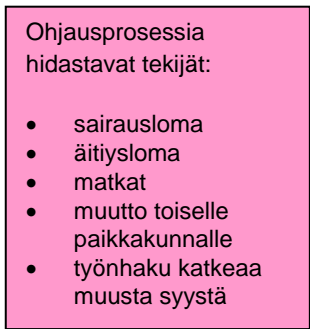 Ohjausprosessia
hidastavat tekijät:
• sairausloma
• äitiysloma
• matkat
• muutto toiselle
paikkakunnalle
• työnhaku katkeaa
muusta syystä